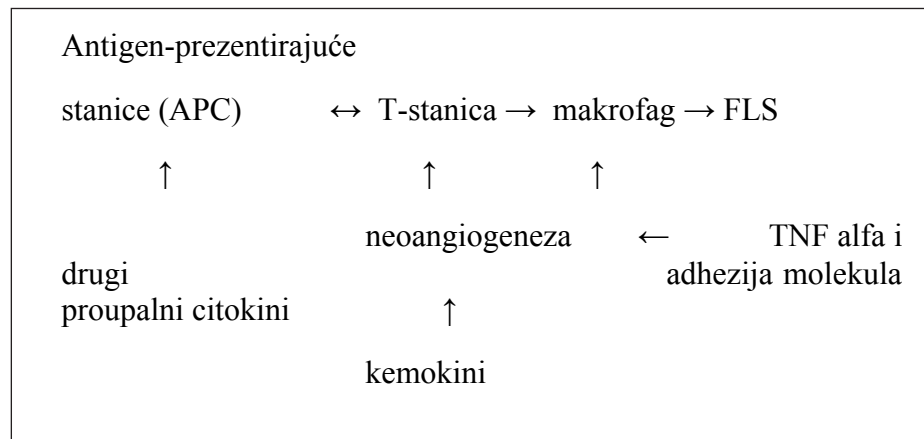 Antigen-prezentirajuće
stanice (APC) ↔ T-stanica → makrofag → FLS
↑ ↑ ↑
neoangiogeneza ← TNF alfa i
drugi adhezija molekula
proupalni citokini ↑
kemokini